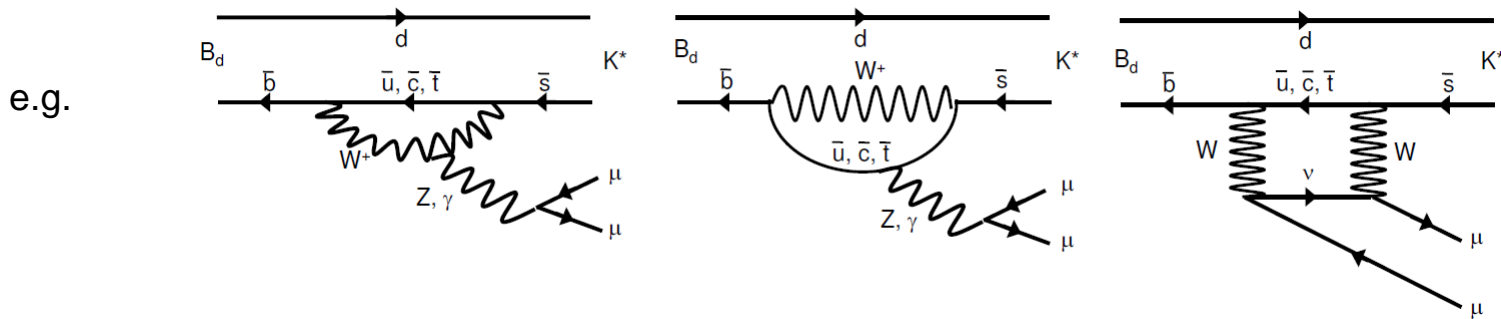 e.g.
B_d d K*
b̄ ū, c̄, t̄ s̄
W⁺
Z, γ
μ
μ
B_d d K*
W⁺
b̄ s̄
ū, c̄, t̄
Z, γ
μ
μ
B_d d K*
b̄ ū, c̄, t̄ s̄
W W
ν
μ
μ